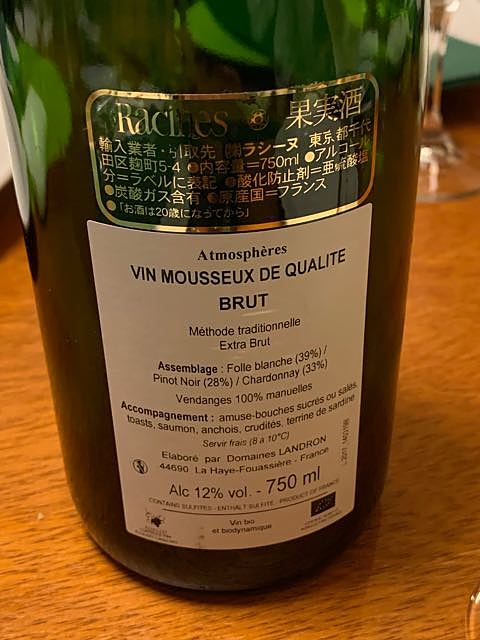 Racines 果実酒
輸入業者・引取先 ㈱ラシーヌ 東京都千代
田区麹町5-4 ●内容量=750ml ●アルコール
分=ラベルに表記 ●酸化防止剤=亜硫酸塩
●炭酸ガス含有 ●原産国=フランス
●「お酒は20歳になってから」
Atmosphères
VIN MOUSSEUX DE QUALITE
BRUT
Méthode traditionnelle
Extra Brut
Assemblage : Folle blanche (39%) /
Pinot Noir (28%) / Chardonnay (33%)
Vendanges 100% manuelles
Accompagnement : amuse-bouches sucrés ou salés,
toasts, saumon, anchois, crudités, terrine de sardine
Servir frais (8 à 10°C)
Elaboré par Domaines LANDRON
44690 La Haye-Fouassière - France
Alc 12% vol. - 750 ml
CONTAINS SULFITES - ENTHALT SULFITE - PRODUCT OF FRANCE
Vin bio
et biodynamique